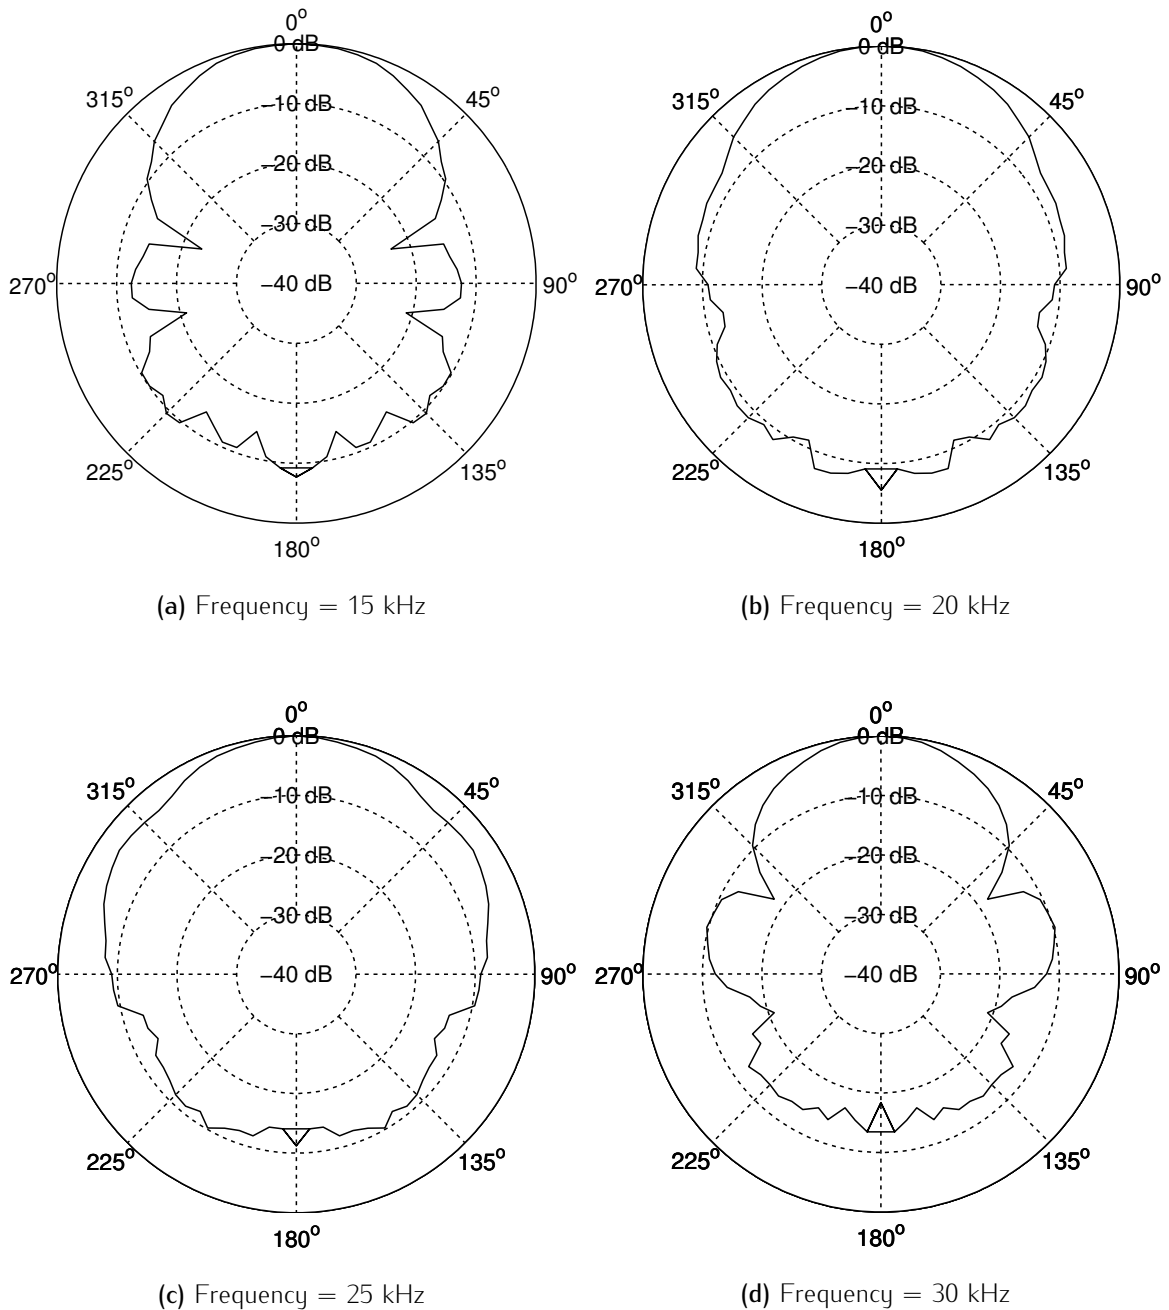 0° 0°
0 dB 0 dB
315° 45° 315° 45°
−10 dB −10 dB
−20 dB −20 dB
−30 dB −30 dB
270° −40 dB 90° 270° −40 dB 90°
225° 135° 225° 135°
180° 180°
(a) Frequency = 15 kHz (b) Frequency = 20 kHz
0° 0°
0 dB 0 dB
315° 45° 315° 45°
−10 dB −10 dB
−20 dB −20 dB
−30 dB −30 dB
270° −40 dB 90° 270° −40 dB 90°
225° 135° 225° 135°
180° 180°
(c) Frequency = 25 kHz (d) Frequency = 30 kHz